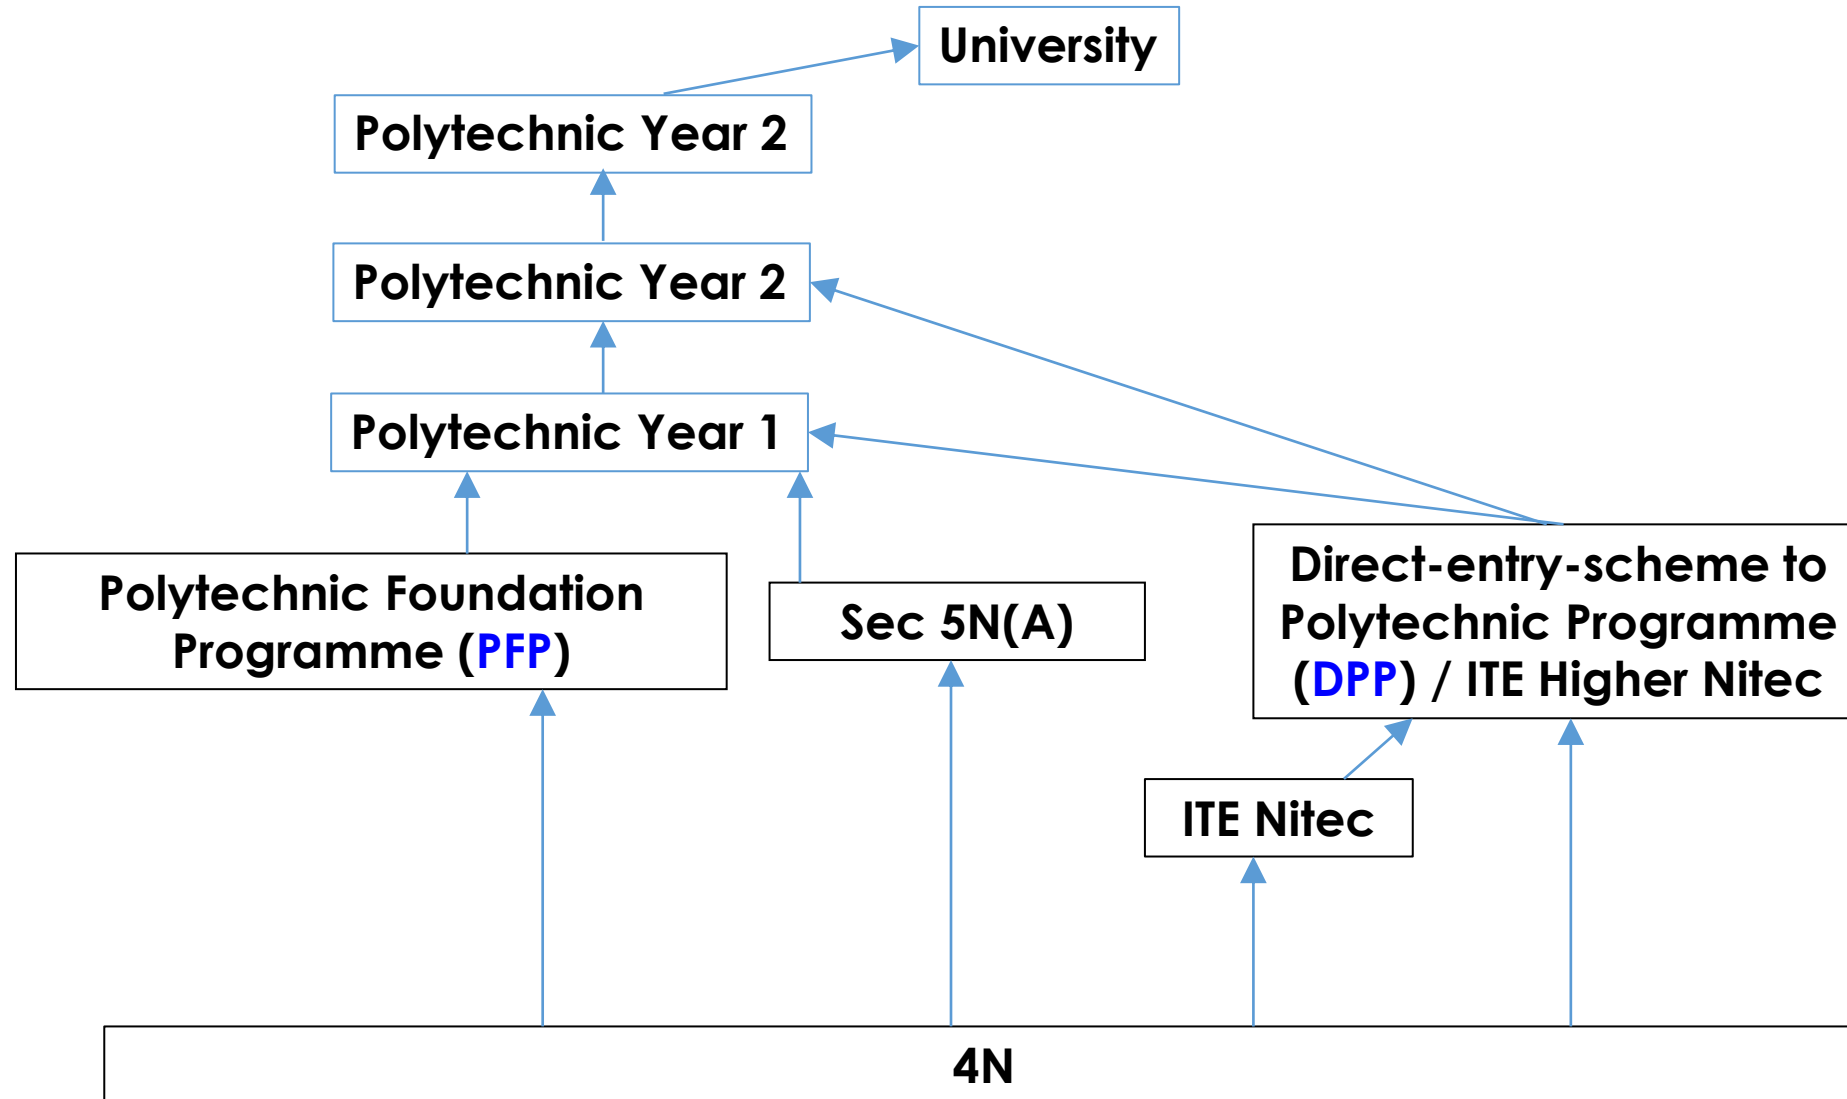 University
Polytechnic Year 2
Polytechnic Year 2
Polytechnic Year 1
Polytechnic Foundation
Programme (PFP)
Sec 5N(A)
Direct-entry-scheme to
Polytechnic Programme
(DPP) / ITE Higher Nitec
ITE Nitec
4N